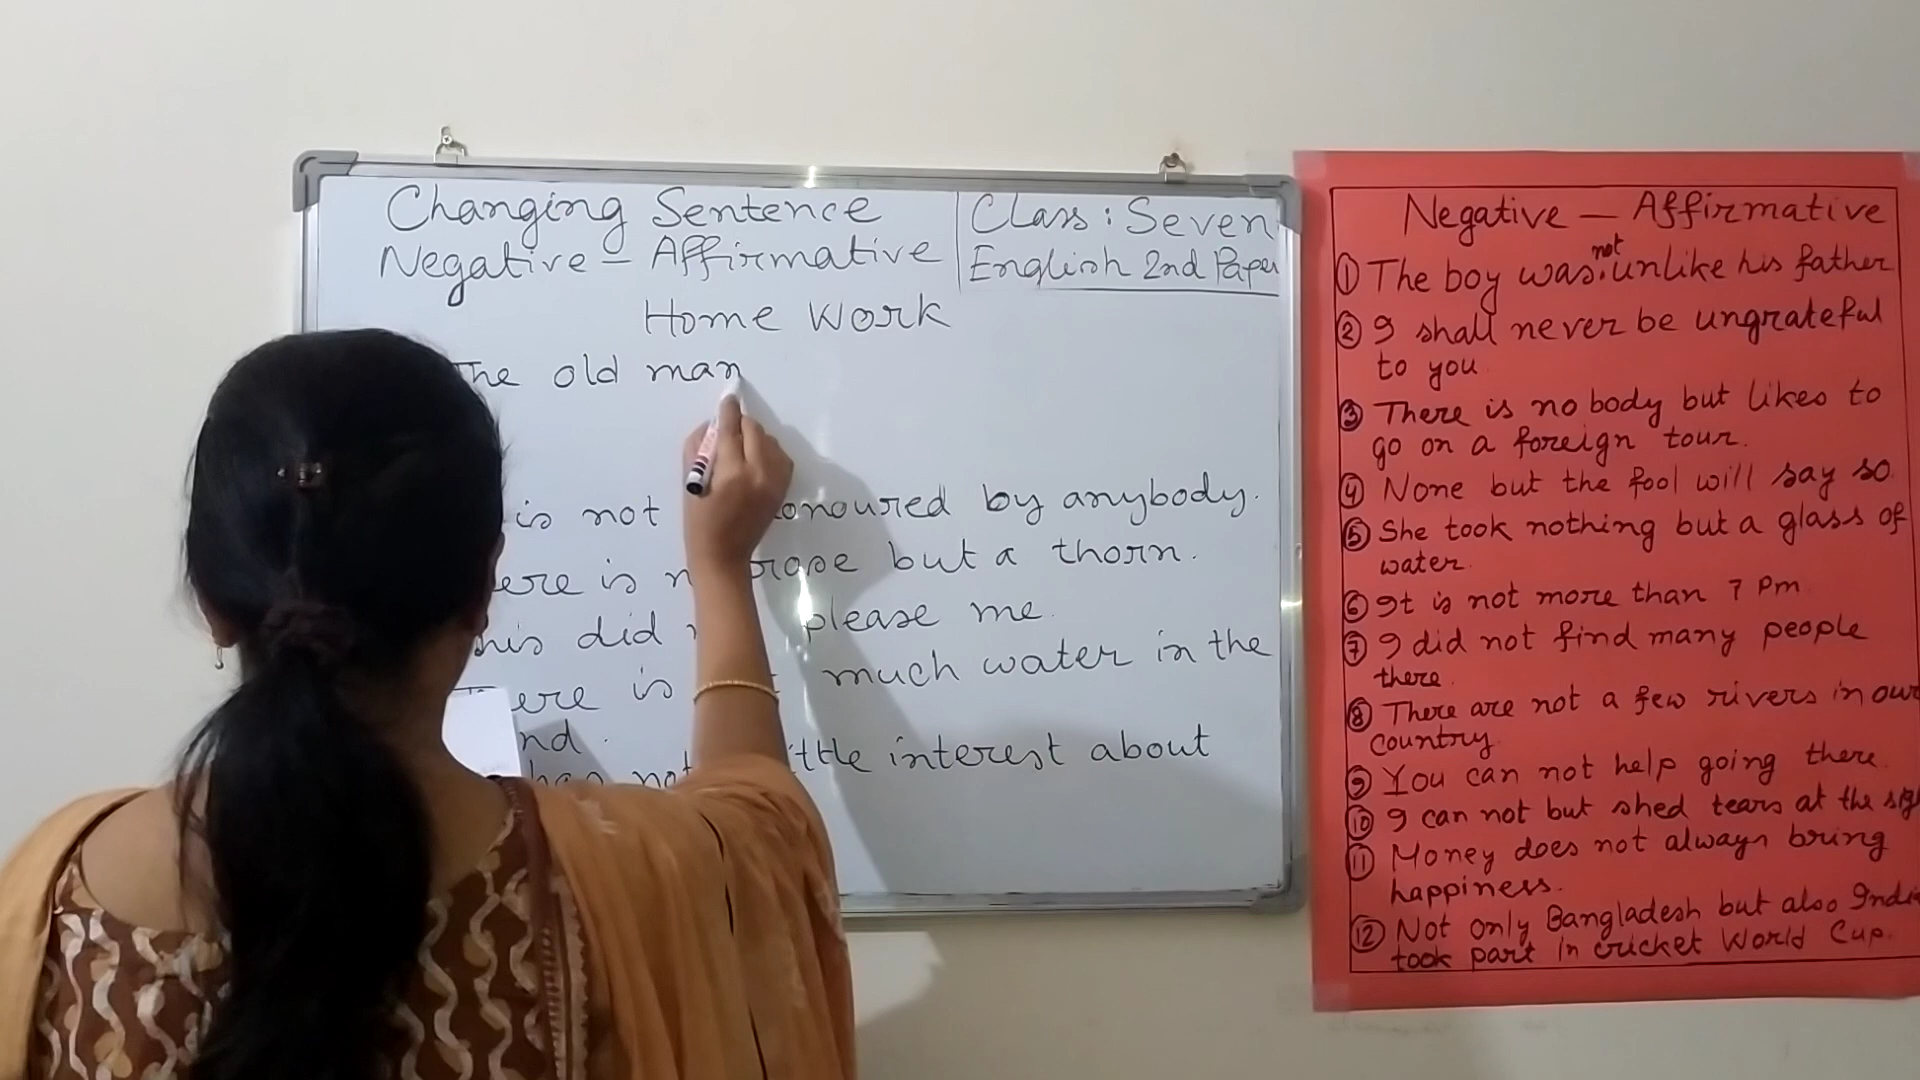 Changing Sentence
Negative - Affirmative
Class : Seven
English 2nd Paper
Home Work
The old man
is not honoured by anybody.
ere is rose but a thorn.
his did please me.
ere is much water in the
nd.
has not ttle interest about
Negative - Affirmative
① The boy was not unlike his father
② I shall never be ungrateful
to you.
③ There is no body but likes to
go on a foreign tour.
④ None but the fool will say so.
⑤ She took nothing but a glass of
water.
⑥ It is not more than 7 Pm
⑦ I did not find many people
there.
⑧ There are not a few rivers in our
country.
⑨ You can not help going there.
⑩ I can not but shed tears at the
⑪ Money does not always bring
happiness.
⑫ Not only Bangladesh but also India
took part in cricket World Cup.